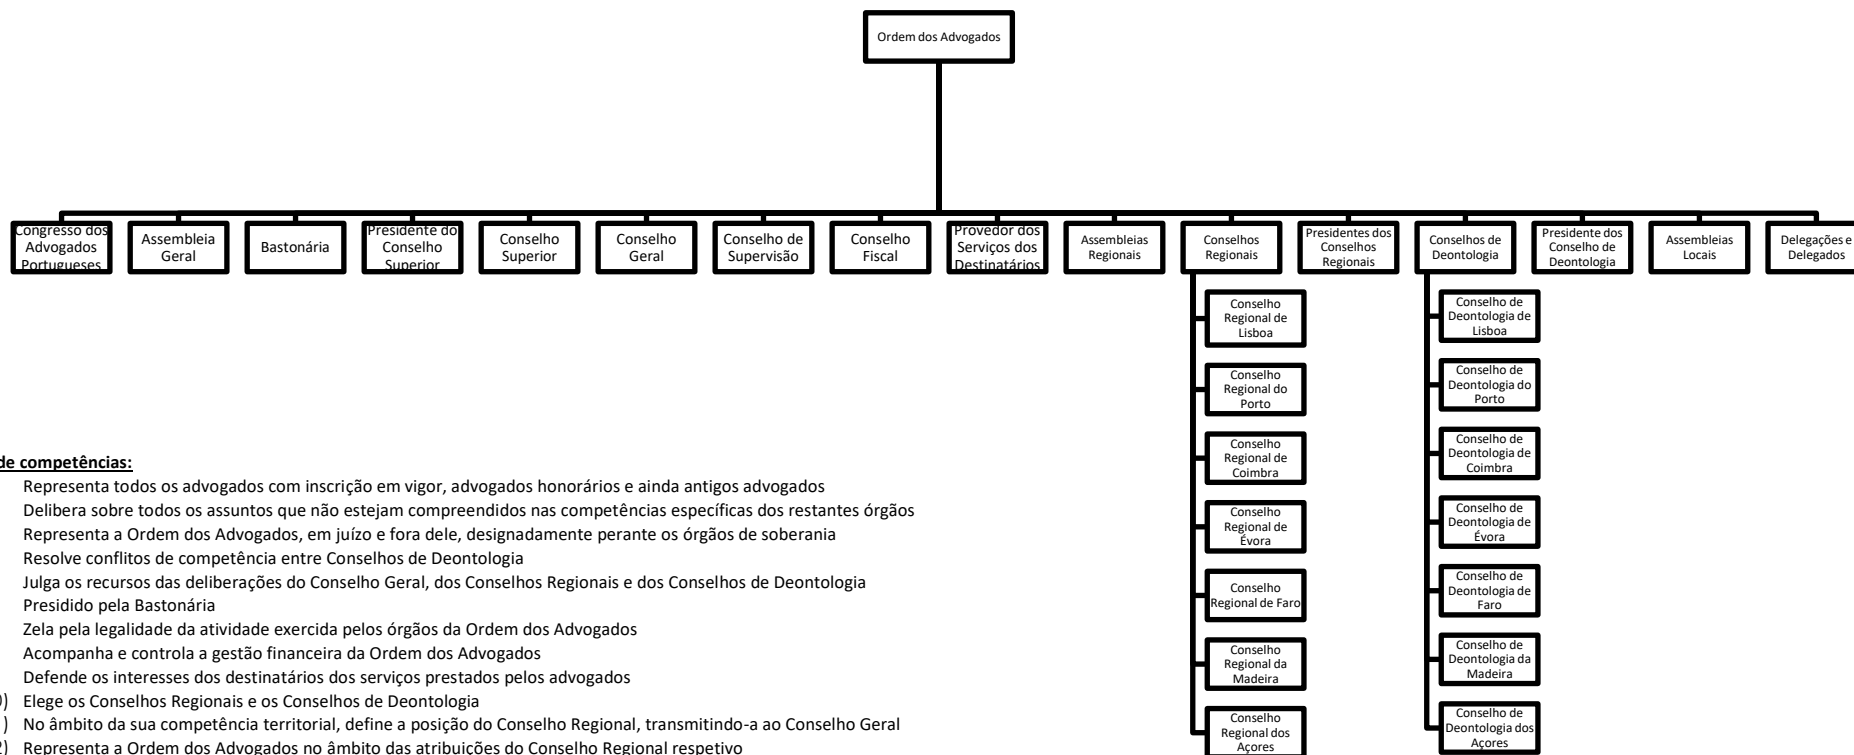 Ordem dos Advogados
Congresso dos
Advogados
Portugueses
Assembleia
Geral
Bastonária
Presidente do
Conselho
Superior
Conselho
Superior
Conselho
Geral
Conselho de
Supervisão
Conselho
Fiscal
Provedor dos
Serviços dos
Destinatários
Assembleias
Regionais
Conselhos
Regionais
Presidentes dos
Conselhos
Regionais
Conselhos de
Deontologia
Presidente dos
Conselho de
Deontologia
Assembleias
Locais
Delegações e
Delegados
Conselho
Regional de
Lisboa
Conselho
Regional do
Porto
Conselho
Regional de
Coimbra
Conselho
Regional de
Évora
Conselho
Regional de Faro
Conselho
Regional da
Madeira
Conselho
Regional dos
Açores
Conselho de
Deontologia de
Lisboa
Conselho de
Deontologia do
Porto
Conselho de
Deontologia de
Coimbra
Conselho de
Deontologia de
Évora
Conselho de
Deontologia de
Faro
Conselho de
Deontologia da
Madeira
Conselho de
Deontologia dos
Açores
de competências:
Representa todos os advogados com inscrição em vigor, advogados honorários e ainda antigos advogados
Delibera sobre todos os assuntos que não estejam compreendidos nas competências específicas dos restantes órgãos
Representa a Ordem dos Advogados, em juízo e fora dele, designadamente perante os órgãos de soberania
Resolve conflitos de competência entre Conselhos de Deontologia
Julga os recursos das deliberações do Conselho Geral, dos Conselhos Regionais e dos Conselhos de Deontologia
Presidido pela Bastonária
Zela pela legalidade da atividade exercida pelos órgãos da Ordem dos Advogados
Acompanha e controla a gestão financeira da Ordem dos Advogados
Defende os interesses dos destinatários dos serviços prestados pelos advogados
) Elege os Conselhos Regionais e os Conselhos de Deontologia
) No âmbito da sua competência territorial, define a posição do Conselho Regional, transmitindo-a ao Conselho Geral
) Representa a Ordem dos Advogados no âmbito das atribuições do Conselho Regional respetivo